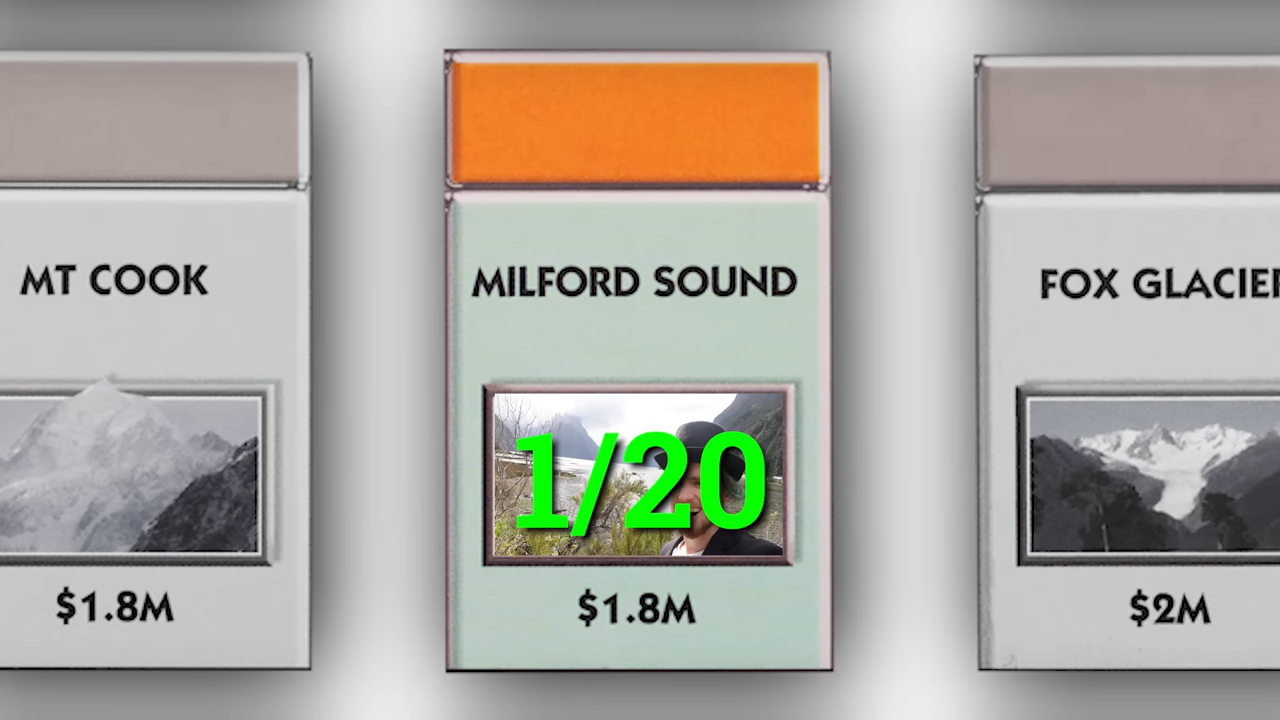 MT COOK
$1.8M
MILFORD SOUND
1/20
$1.8M
FOX GLACIER
$2M